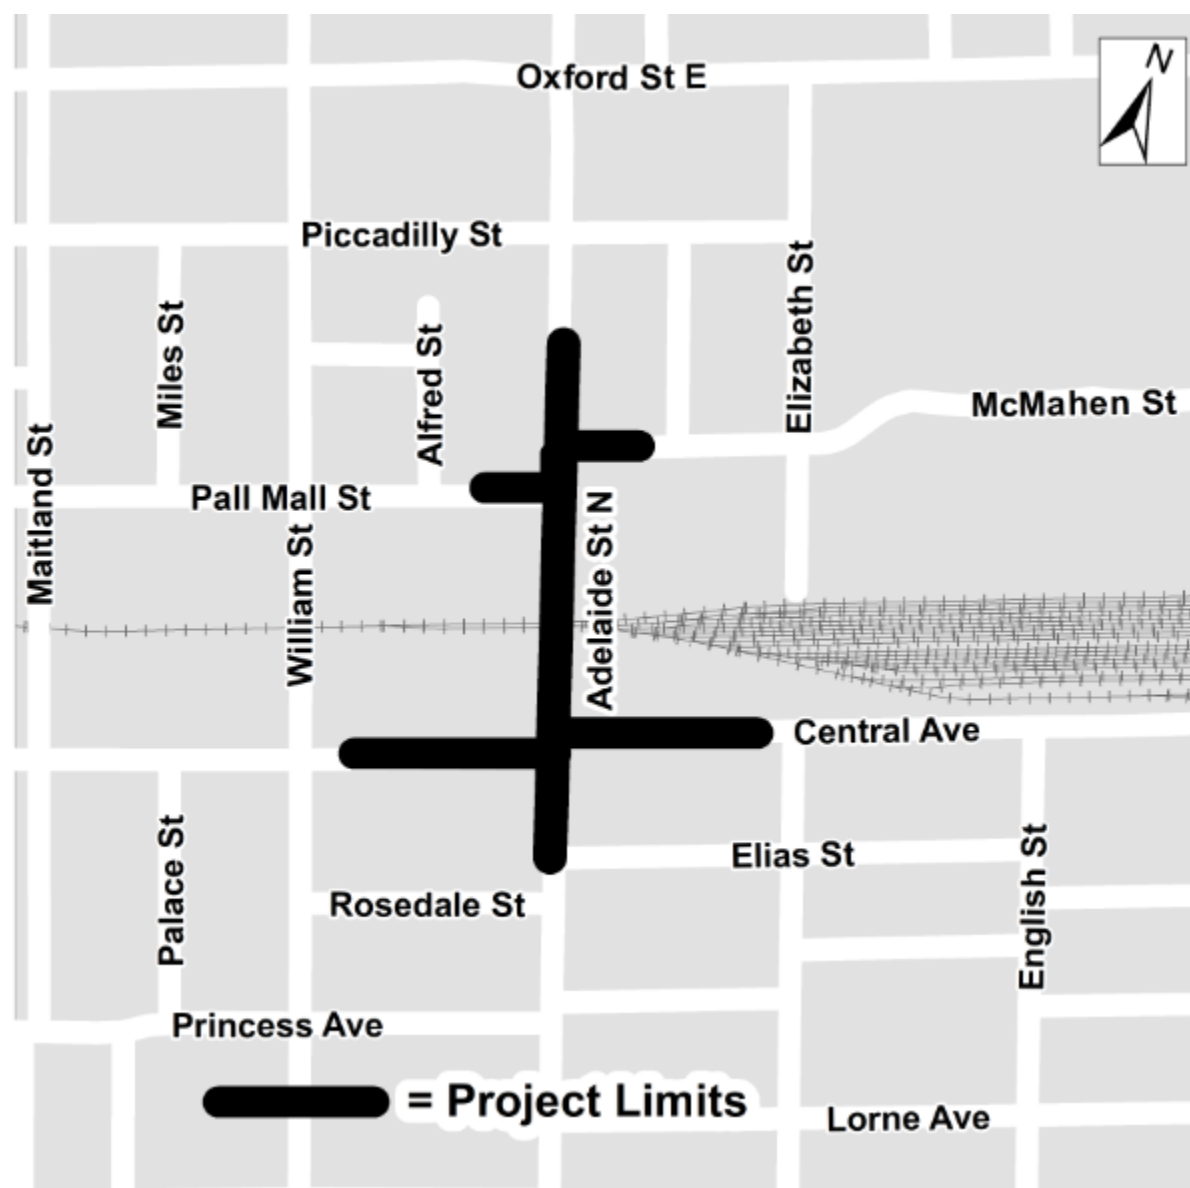 N
Oxford St E
Piccadilly St
Elizabeth St
Miles St
Alfred St
McMahen St
Maitland St
Pall Mall St
Adelaide St N
William St
Central Ave
Palace St
Elias St
English St
Rosedale St
Princess Ave
= Project Limits
Lorne Ave